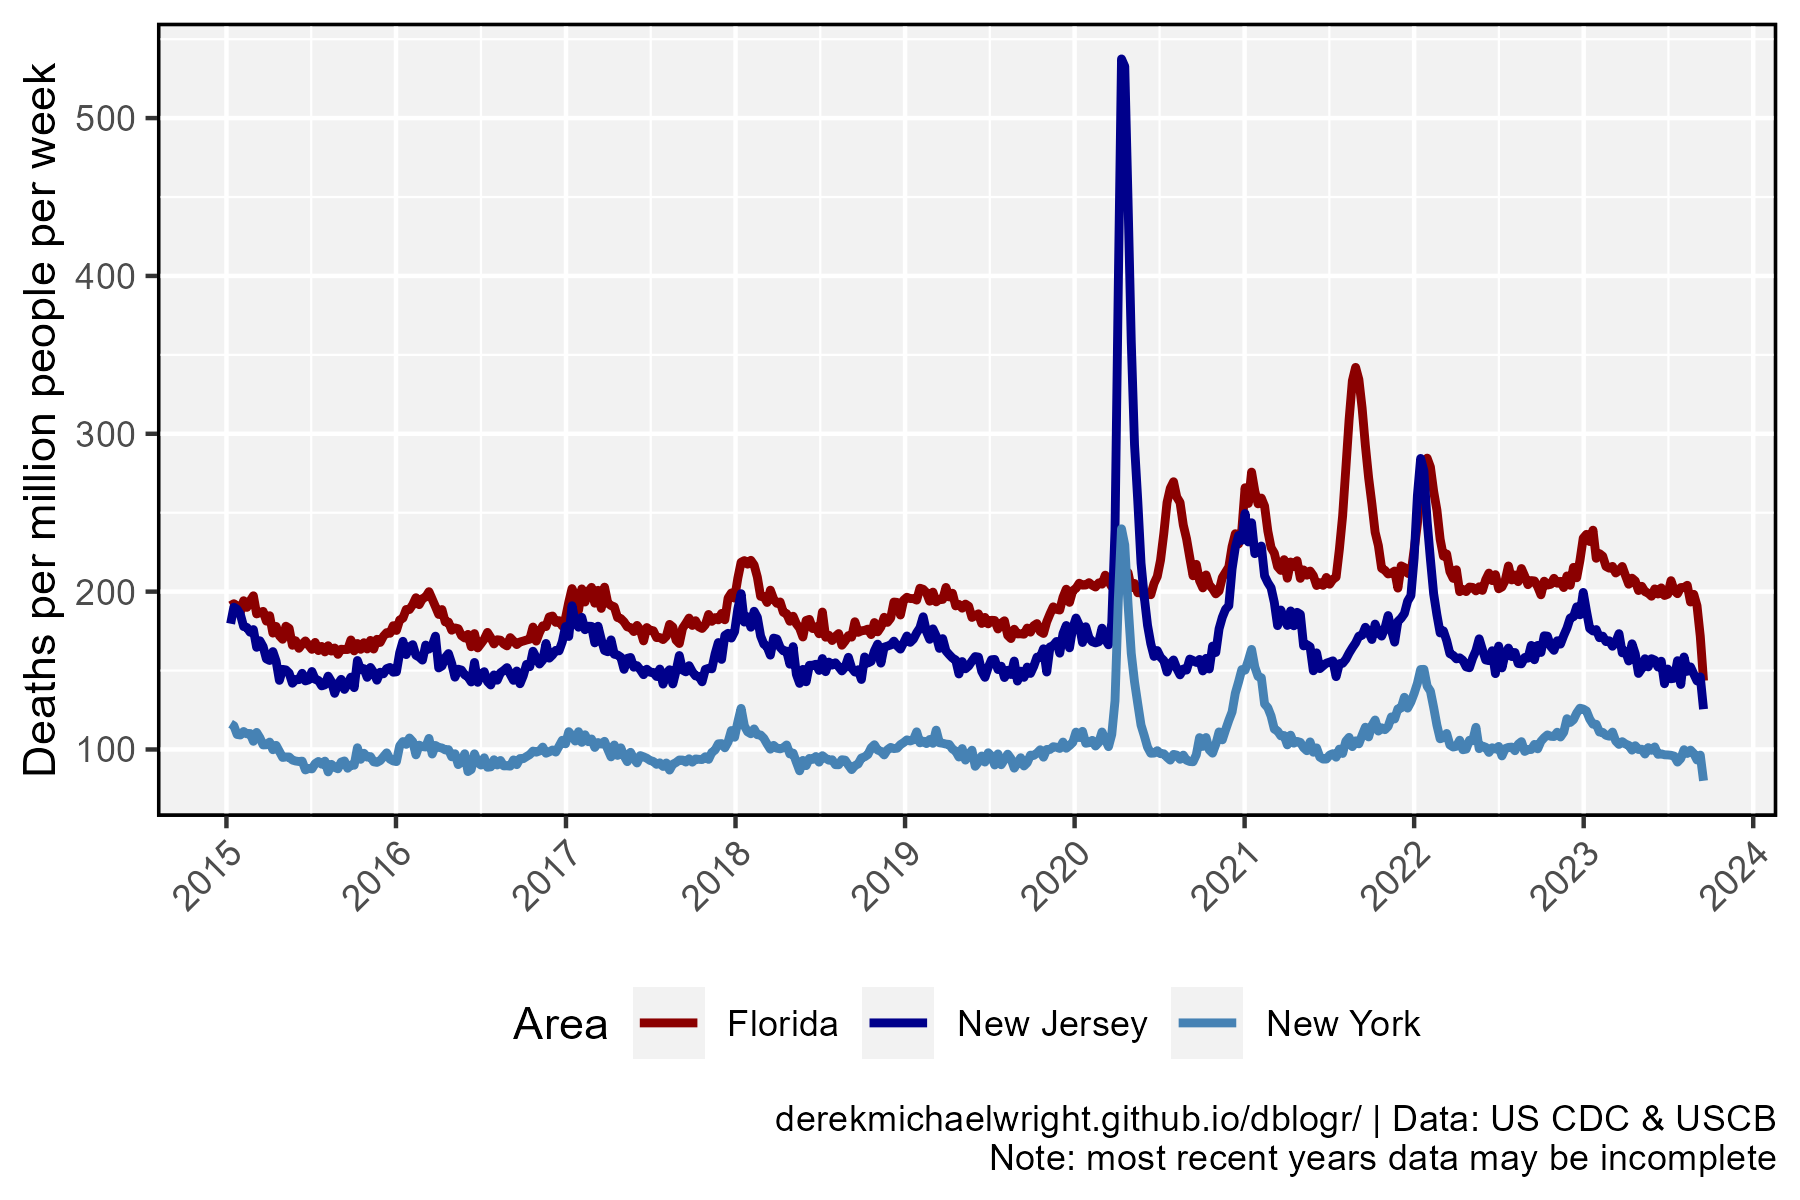 Deaths per million people per week
500
400
300
200
100
2015
2016
2017
2018
2019
2020
2021
2022
2023
2024
Area
Florida
New Jersey
New York
derekmichaelwright.github.io/dblogr/ | Data: US CDC & USCB
Note: most recent years data may be incomplete